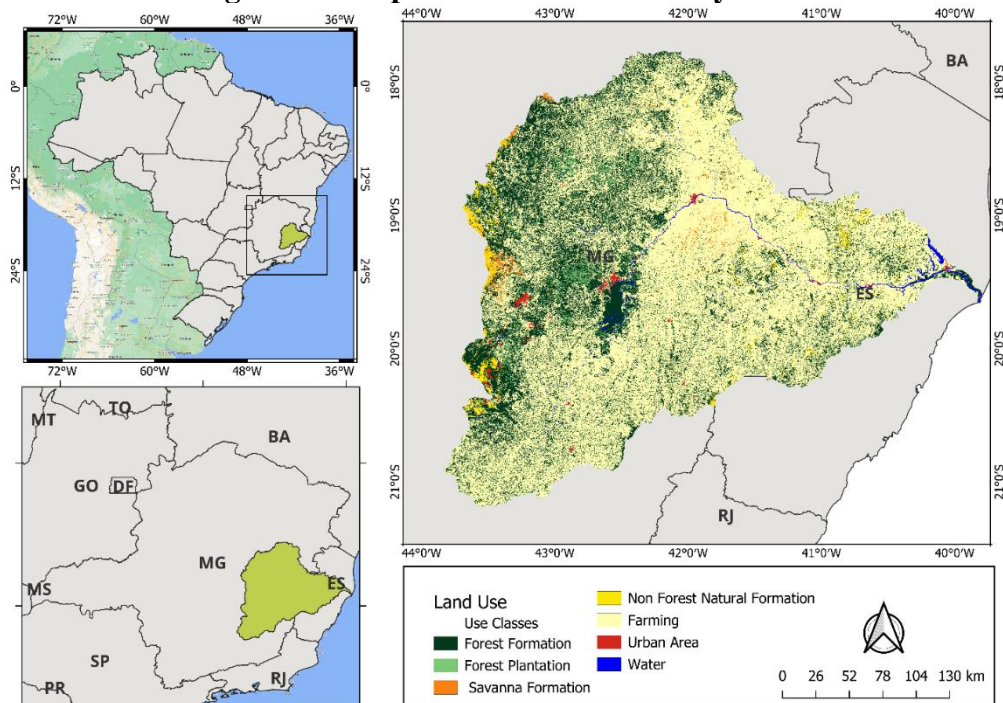 72°W 60°W 48°W 36°W
0° 0°
12°S 12°S
24°S 24°S
72°W 60°W 48°W 36°W
44°0'W 43°0'W 42°0'W 41°0'W 40°0'W
18°0'S 18°0'S
19°0'S 19°0'S
20°0'S 20°0'S
21°0'S 21°0'S
BA
MG
ES
RJ
44°0'W 43°0'W 42°0'W 41°0'W 40°0'W
MT TO
BA
GO DF
MG
MS ES
SP
PR RJ
Land Use
Use Classes
Forest Formation
Forest Plantation
Savanna Formation
Non Forest Natural Formation
Farming
Urban Area
Water
0 26 52 78 104 130 km